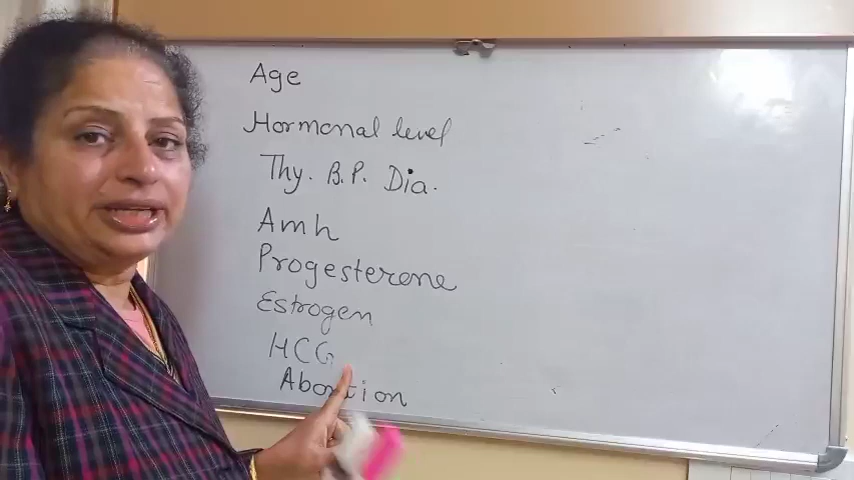 Age
Hormonal level
Thy. B.P. Dia.
Amh
Progesterone
Estrogen
HCG
Abortion